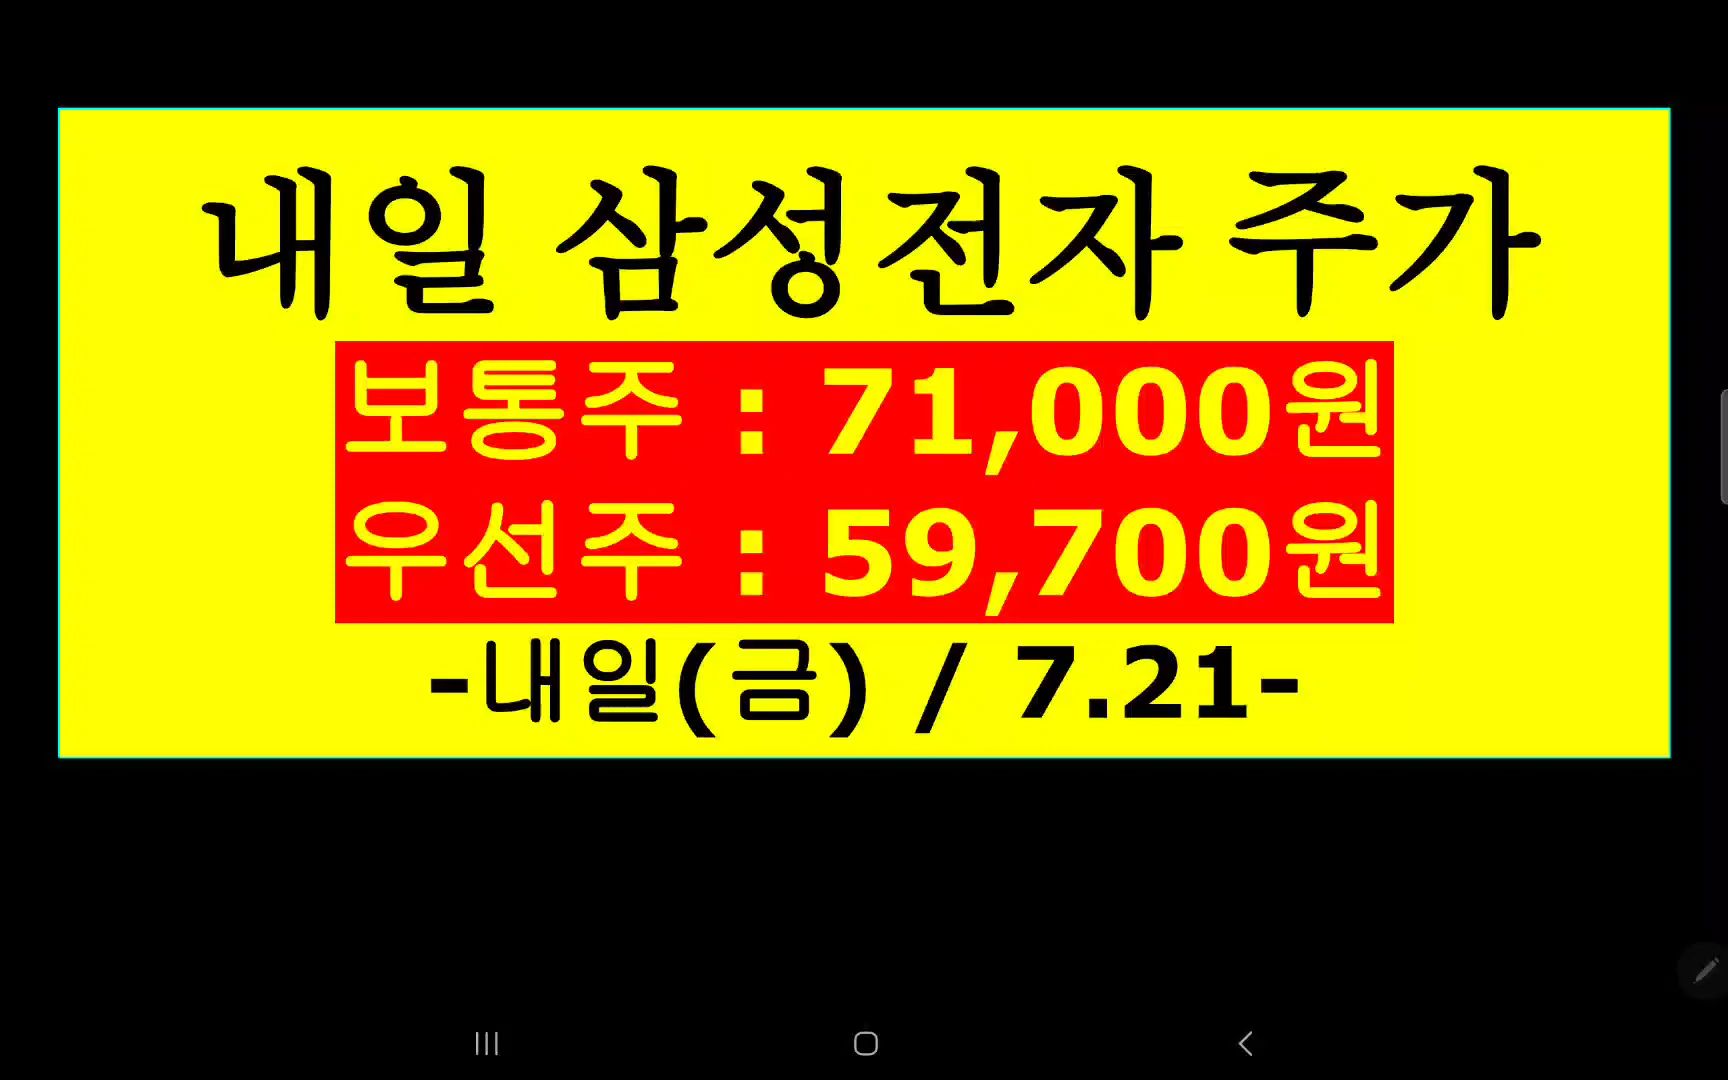 내일 삼성전자 주가
보통주 : 71,000원
우선주 : 59,700원
-내일(금) / 7.21-